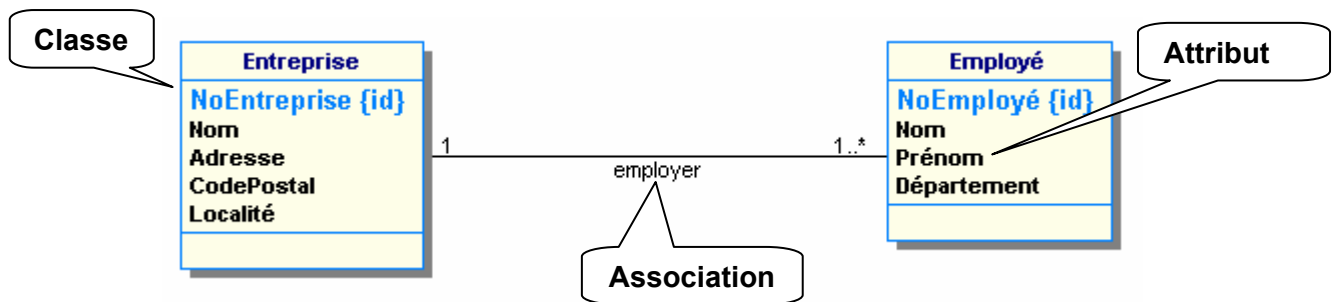 Classe
Entreprise
NoEntreprise {id}
Nom
Adresse
CodePostal
Localité
1
employer
1..*
Employé
NoEmployé {id}
Nom
Prénom
Département
Attribut
Association